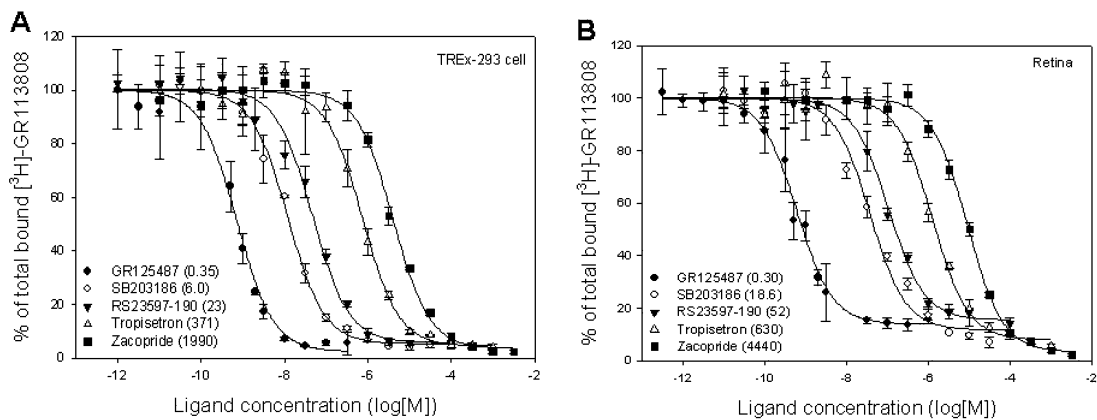 A
% of total bound [³H]-GR113808
120
100
80
60
40
20
0
TREx-293 cell
GR125487 (0.35)
SB203186 (6.0)
RS23597-190 (23)
Tropisetron (371)
Zacopride (1990)
-12 -10 -8 -6 -4 -2
Ligand concentration (log[M])
B
% of total bound [³H]-GR113808
120
100
80
60
40
20
0
Retina
GR125487 (0.30)
SB203186 (18.6)
RS23597-190 (52)
Tropisetron (630)
Zacopride (4440)
-12 -10 -8 -6 -4 -2
Ligand concentration (log[M])